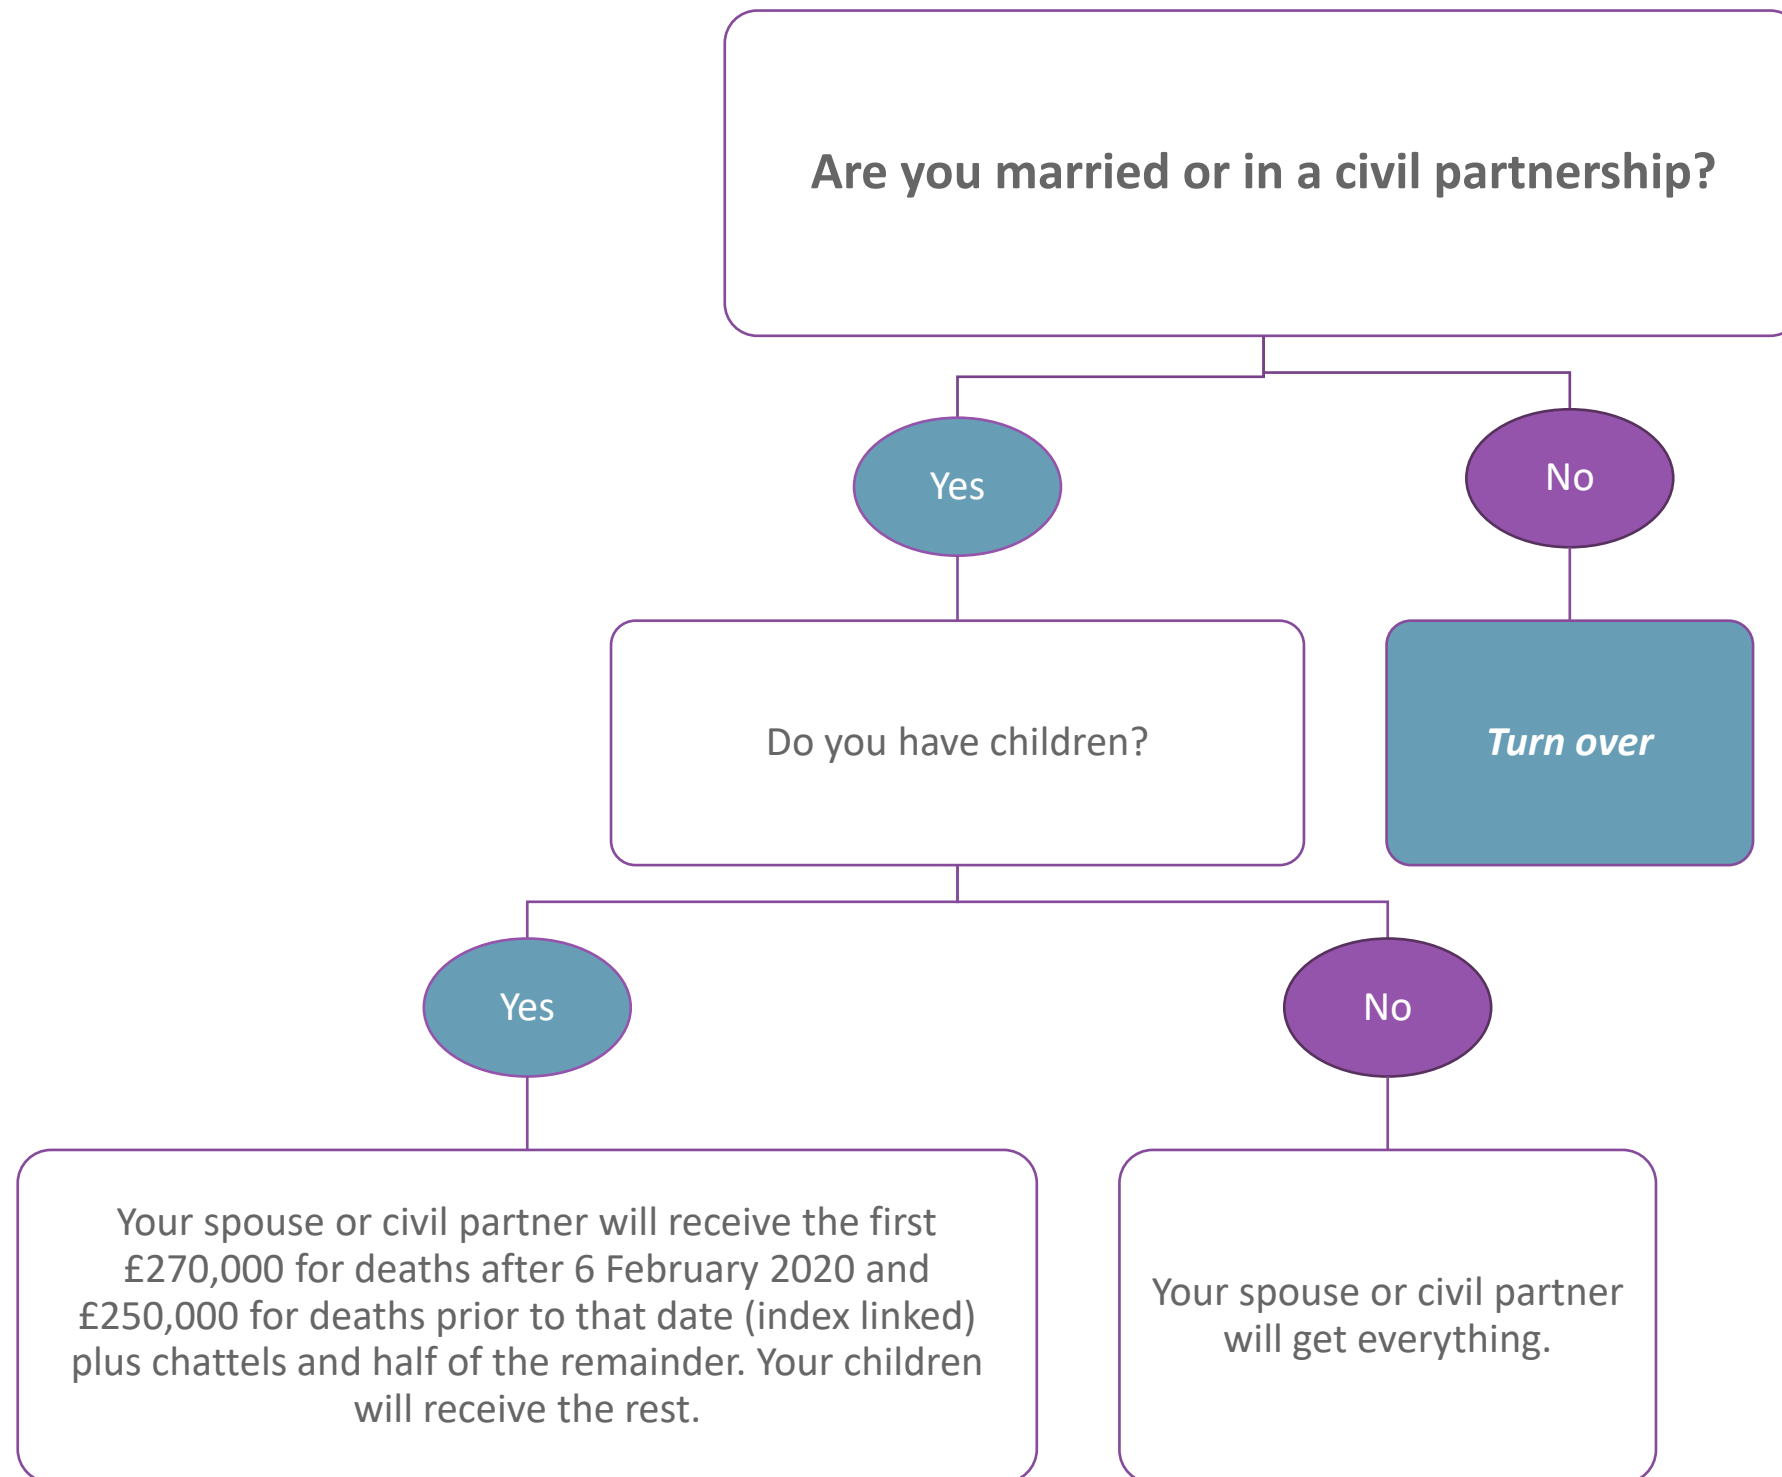 Are you married or in a civil partnership?
Yes
No
Do you have children?
Turn over
Yes
No
Your spouse or civil partner will receive the first
£270,000 for deaths after 6 February 2020 and
£250,000 for deaths prior to that date (index linked)
plus chattels and half of the remainder. Your children
will receive the rest.
Your spouse or civil partner
will get everything.